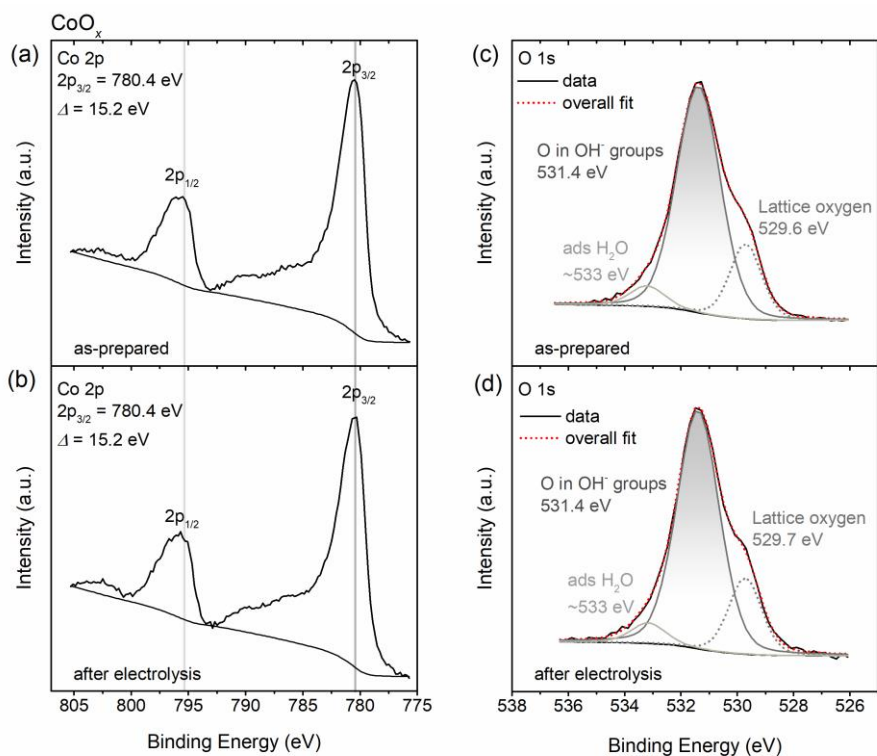 CoOₓ
(a)
Co 2p
2p₃/₂ = 780.4 eV
Δ = 15.2 eV
2p₁/₂
2p₃/₂
as-prepared
Intensity (a.u.)
(b)
Co 2p
2p₃/₂ = 780.4 eV
Δ = 15.2 eV
2p₁/₂
2p₃/₂
after electrolysis
Intensity (a.u.)
805 800 795 790 785 780 775
Binding Energy (eV)
(c)
O 1s
data
overall fit
O in OH⁻ groups
531.4 eV
Lattice oxygen
529.6 eV
ads H₂O
~533 eV
as-prepared
Intensity (a.u.)
(d)
O 1s
data
overall fit
O in OH⁻ groups
531.4 eV
Lattice oxygen
529.7 eV
ads H₂O
~533 eV
after electrolysis
Intensity (a.u.)
538 536 534 532 530 528 526
Binding Energy (eV)